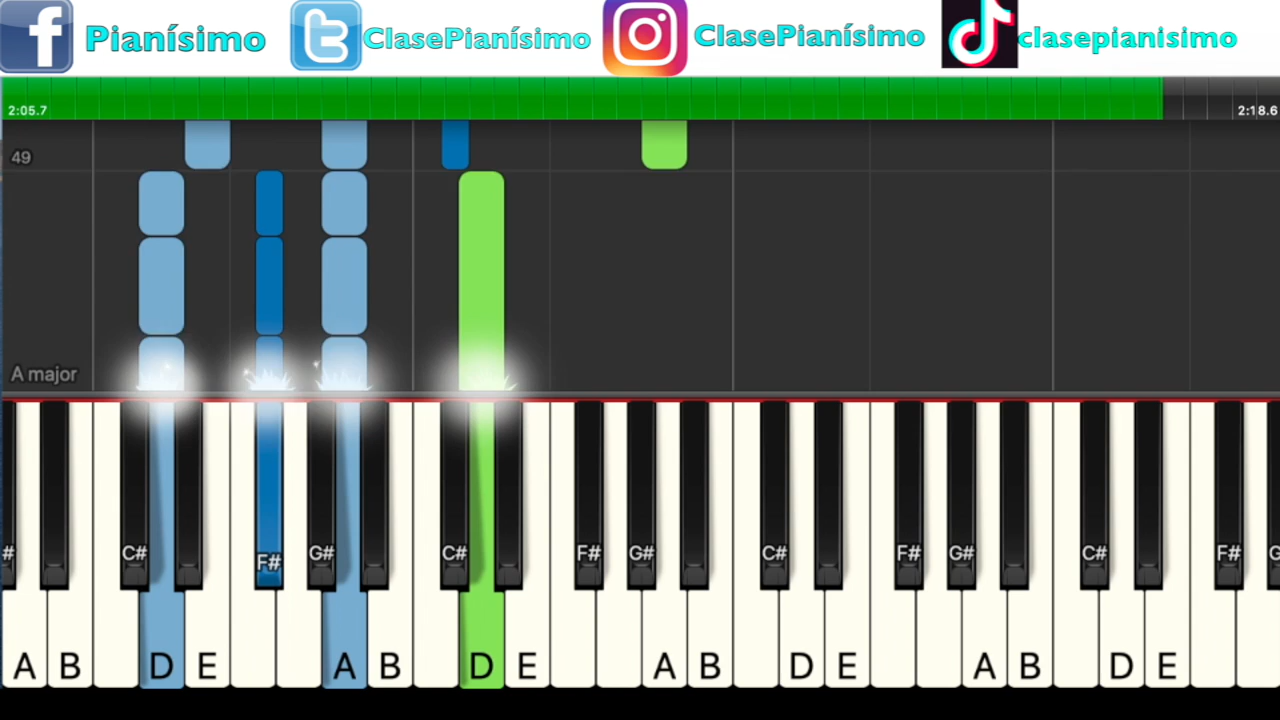 f Pianísimo t ClasePianísimo ClasePianísimo clasepianisimo
2:05.7 2:18.6
49
A major
# C# F# G# C# F# G# C# F# G# C# F# G
A B D E A B D E A B D E A B D E